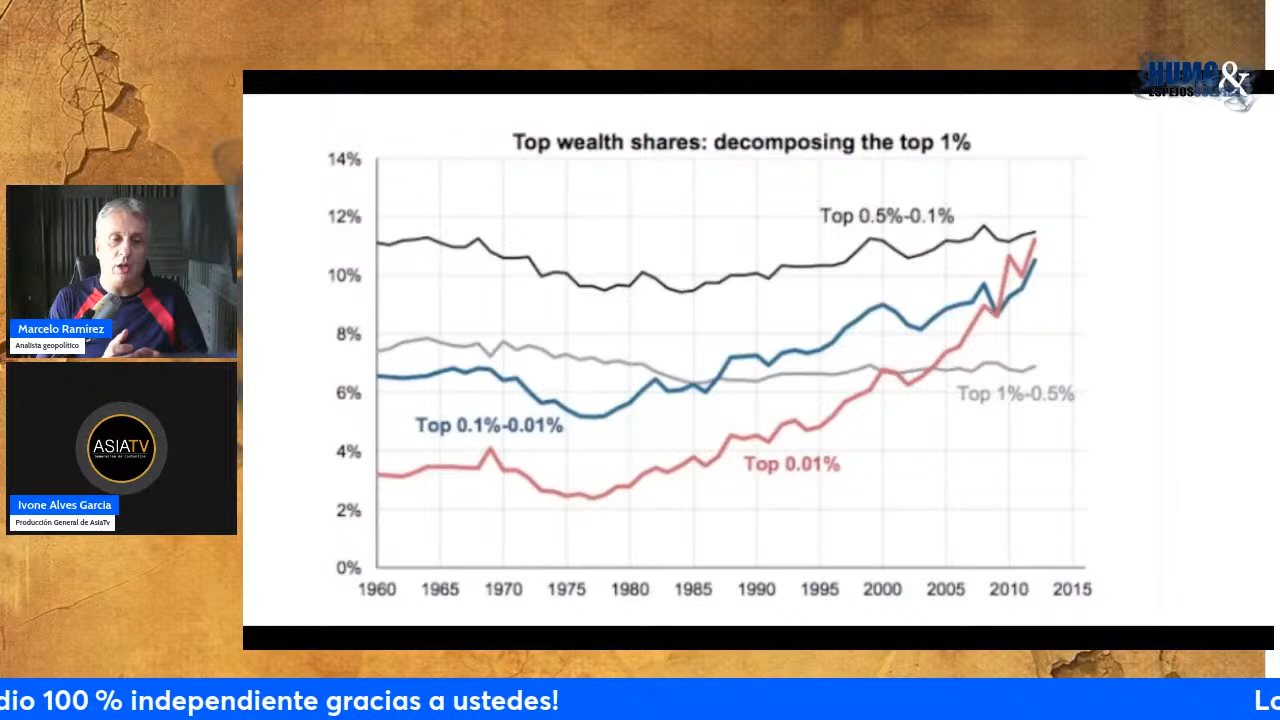 HUMO&
ESPEJOS
Top wealth shares: decomposing the top 1%
14%
12%
10%
8%
6%
4%
2%
0%
Top 0.5%-0.1%
Top 1%-0.5%
Top 0.1%-0.01%
Top 0.01%
1960 1965 1970 1975 1980 1985 1990 1995 2000 2005 2010 2015
Marcelo Ramírez
Analista geopolítico
ASIATV
Ivone Alves Garcia
Producción General de AsiaTv
dio 100 % independiente gracias a ustedes!